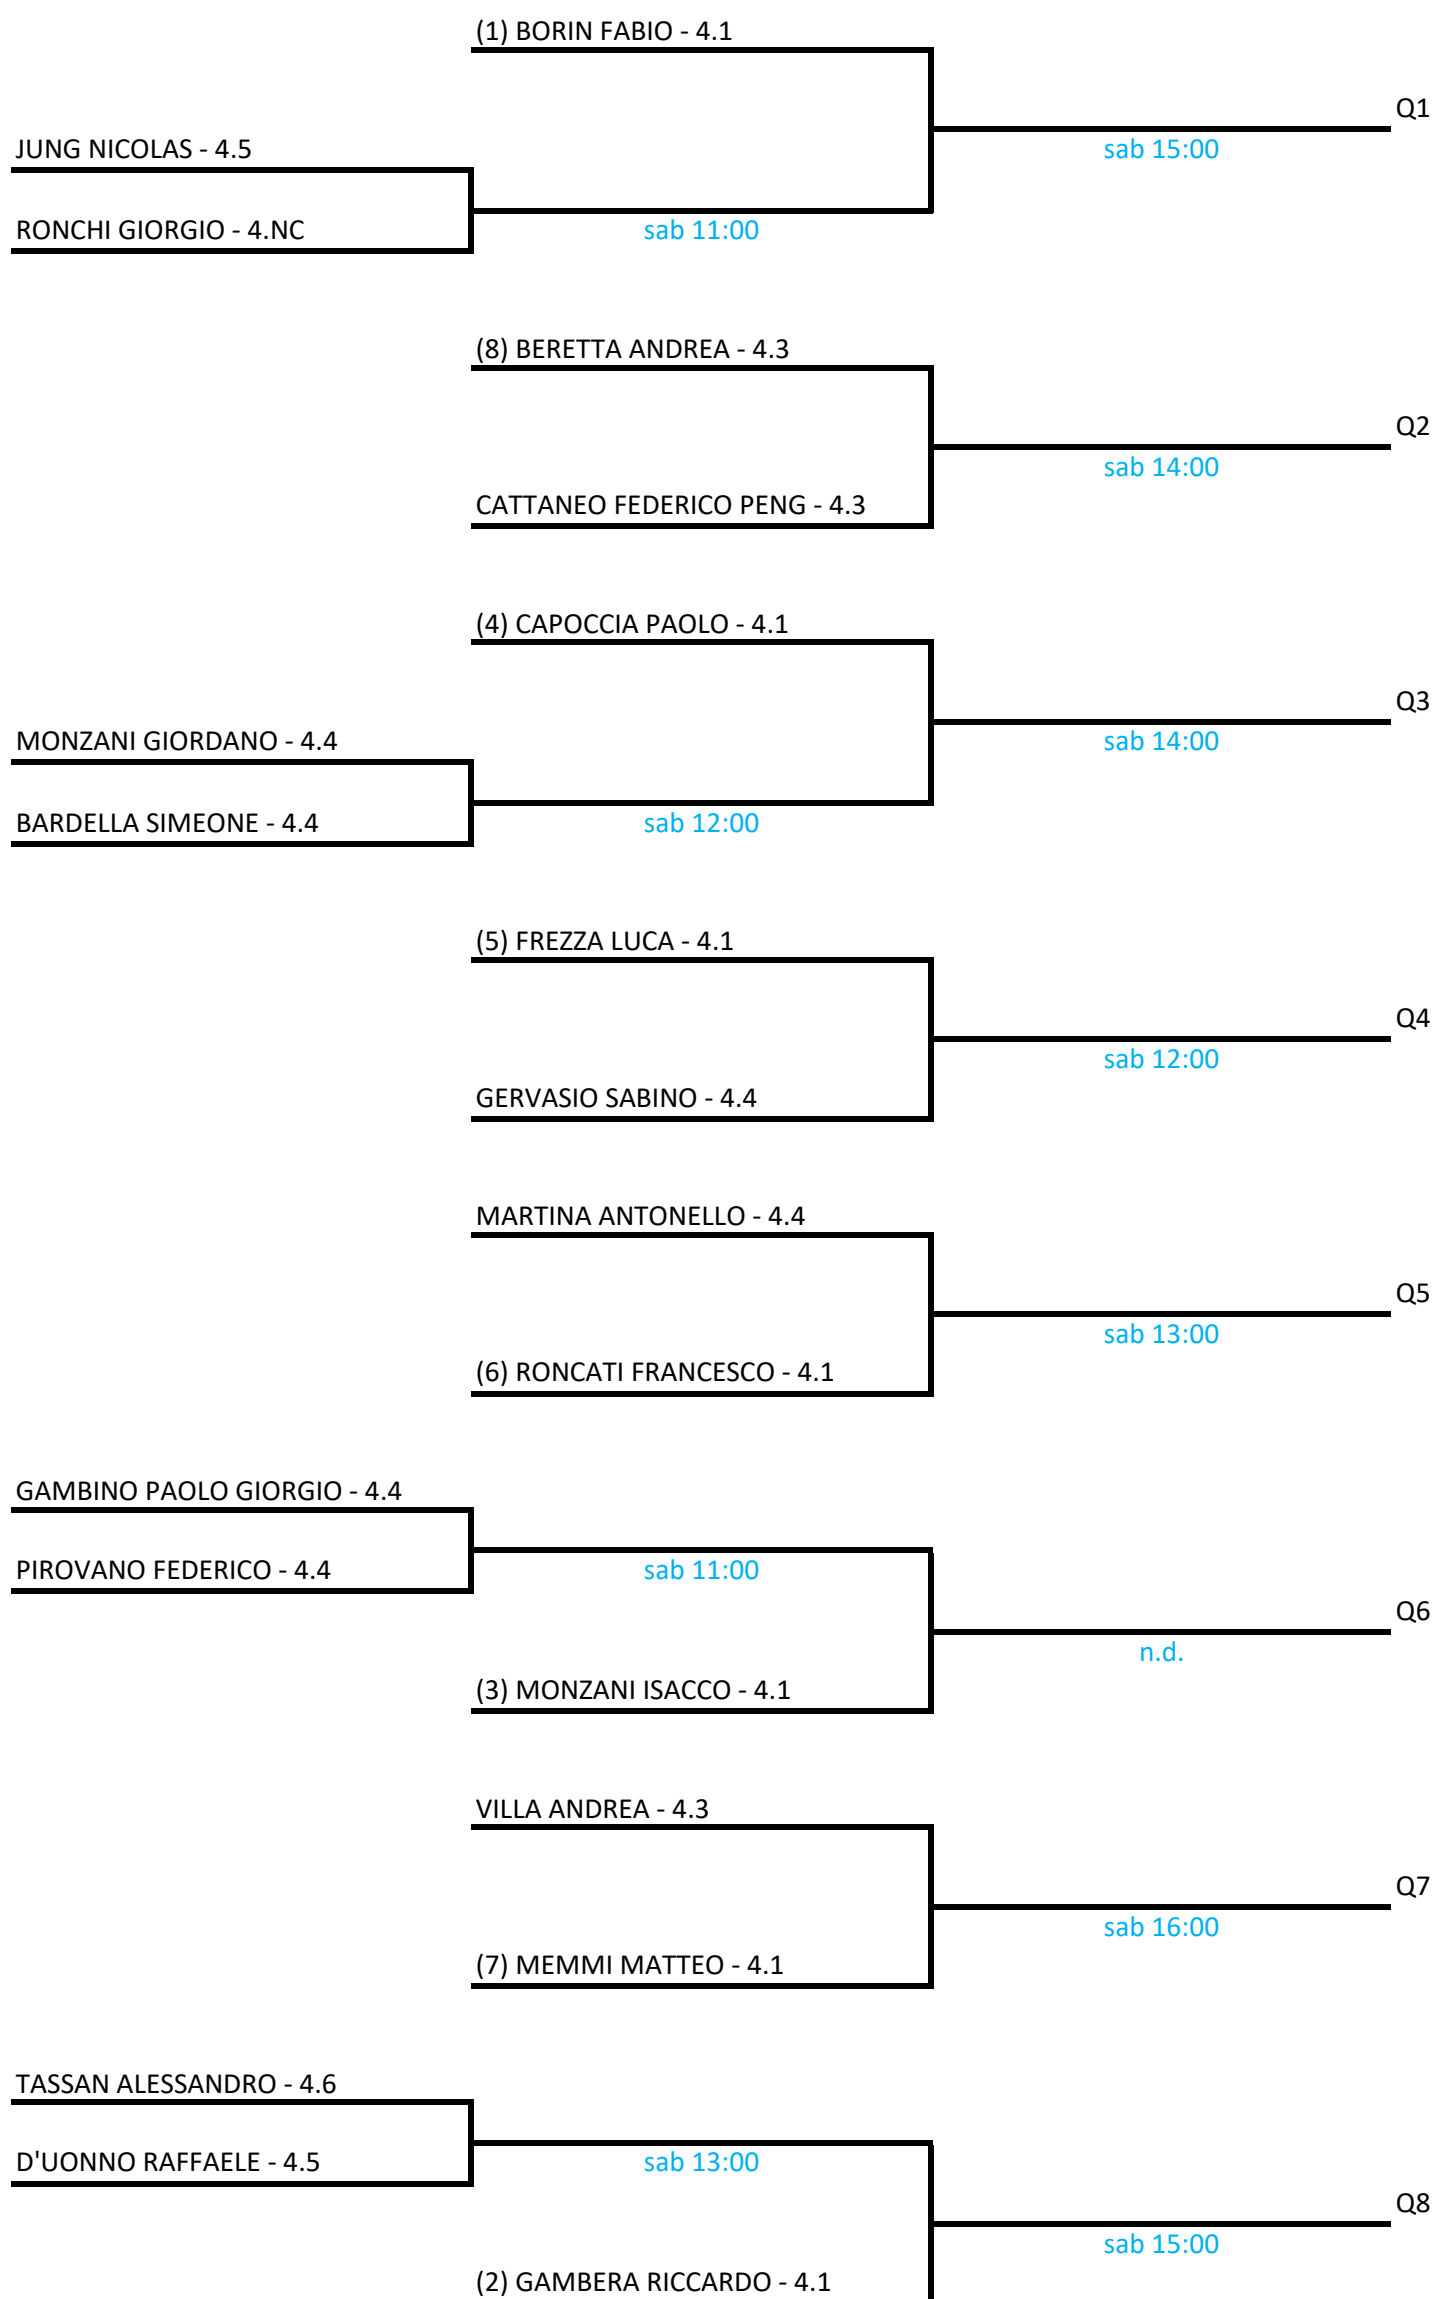 (1) BORIN FABIO - 4.1
Q1
JUNG NICOLAS - 4.5
sab 15:00
RONCHI GIORGIO - 4.NC
sab 11:00
(8) BERETTA ANDREA - 4.3
Q2
sab 14:00
CATTANEO FEDERICO PENG - 4.3
(4) CAPOCCIA PAOLO - 4.1
Q3
MONZANI GIORDANO - 4.4
sab 14:00
BARDELLA SIMEONE - 4.4
sab 12:00
(5) FREZZA LUCA - 4.1
Q4
sab 12:00
GERVASIO SABINO - 4.4
MARTINA ANTONELLO - 4.4
Q5
sab 13:00
(6) RONCATI FRANCESCO - 4.1
GAMBINO PAOLO GIORGIO - 4.4
PIROVANO FEDERICO - 4.4
sab 11:00
Q6
n.d.
(3) MONZANI ISACCO - 4.1
VILLA ANDREA - 4.3
Q7
sab 16:00
(7) MEMMI MATTEO - 4.1
TASSAN ALESSANDRO - 4.6
D'UONNO RAFFAELE - 4.5
sab 13:00
Q8
sab 15:00
(2) GAMBERA RICCARDO - 4.1